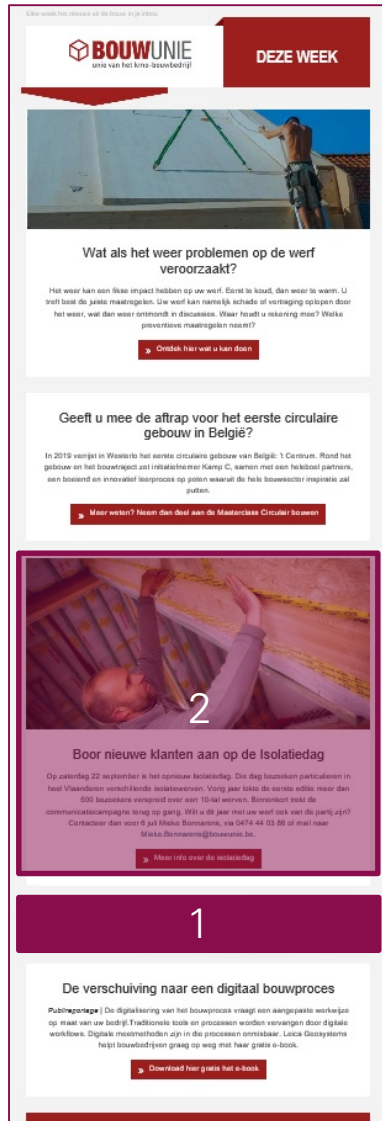 Elke week het nieuws uit de bouw in je inbox
BOUWUNIE
unie van het kmo-bouwbedrijf
DEZE WEEK
Wat als het weer problemen op de werf
veroorzaakt?
Het weer kan een fikse impact hebben op uw werf. Eerst te koud, dan weer te warm. U
treft best de juiste maatregelen. Uw werf kan namelijk schade of vertraging oplopen door
het weer, wat dan weer ontmondt in discussies. Waar houdt u rekening mee? Welke
preventieve maatregelen neemt?
» Ontdek hier wat u kan doen
Geeft u mee de aftrap voor het eerste circulaire
gebouw in België?
In 2019 verrijst in Westerlo het eerste circulaire gebouw van België: 't Centrum. Rond het
gebouw en het bouwtraject zet initiatiefnemer Kamp C, samen met een heleboel partners,
een boeiend en innovatief leerproces op poten waaruit de hele bouwsector inspiratie zal
putten.
» Meer weten? Neem dan deel aan de Masterclass Circulair bouwen
2
Boor nieuwe klanten aan op de Isolatiedag
Op zaterdag 22 september is het opnieuw Isolatiedag. Die dag bezoeken particulieren in
heel Vlaanderen verschillende isolatiewerven. Vorig jaar lokte de eerste editie meer dan
500 bezoekers verspreid over een 10-tal werven. Binnenkort trekt de
communicatiecampagne terug op gang. Wilt u dit jaar met uw werf ook van de partij zijn?
Contacteer dan voor 6 juli Mieke Bonnarens, via 0474 44 03 86 of mail naar
Mieke.Bonnarens@bouwunie.be.
» Meer info over de isolatiedag
1
De verschuiving naar een digitaal bouwproces
Publireportage | De digitalisering van het bouwproces vraagt een aangepaste werkwijze
op maat van uw bedrijf.Traditionele tools en processen worden vervangen door digitale
workflows. Digitale meetmethoden zijn in die processen onmisbaar. Leica Geosystems
helpt bouwbedrijven graag op weg met haar gratis e-book.
» Download hier gratis het e-book